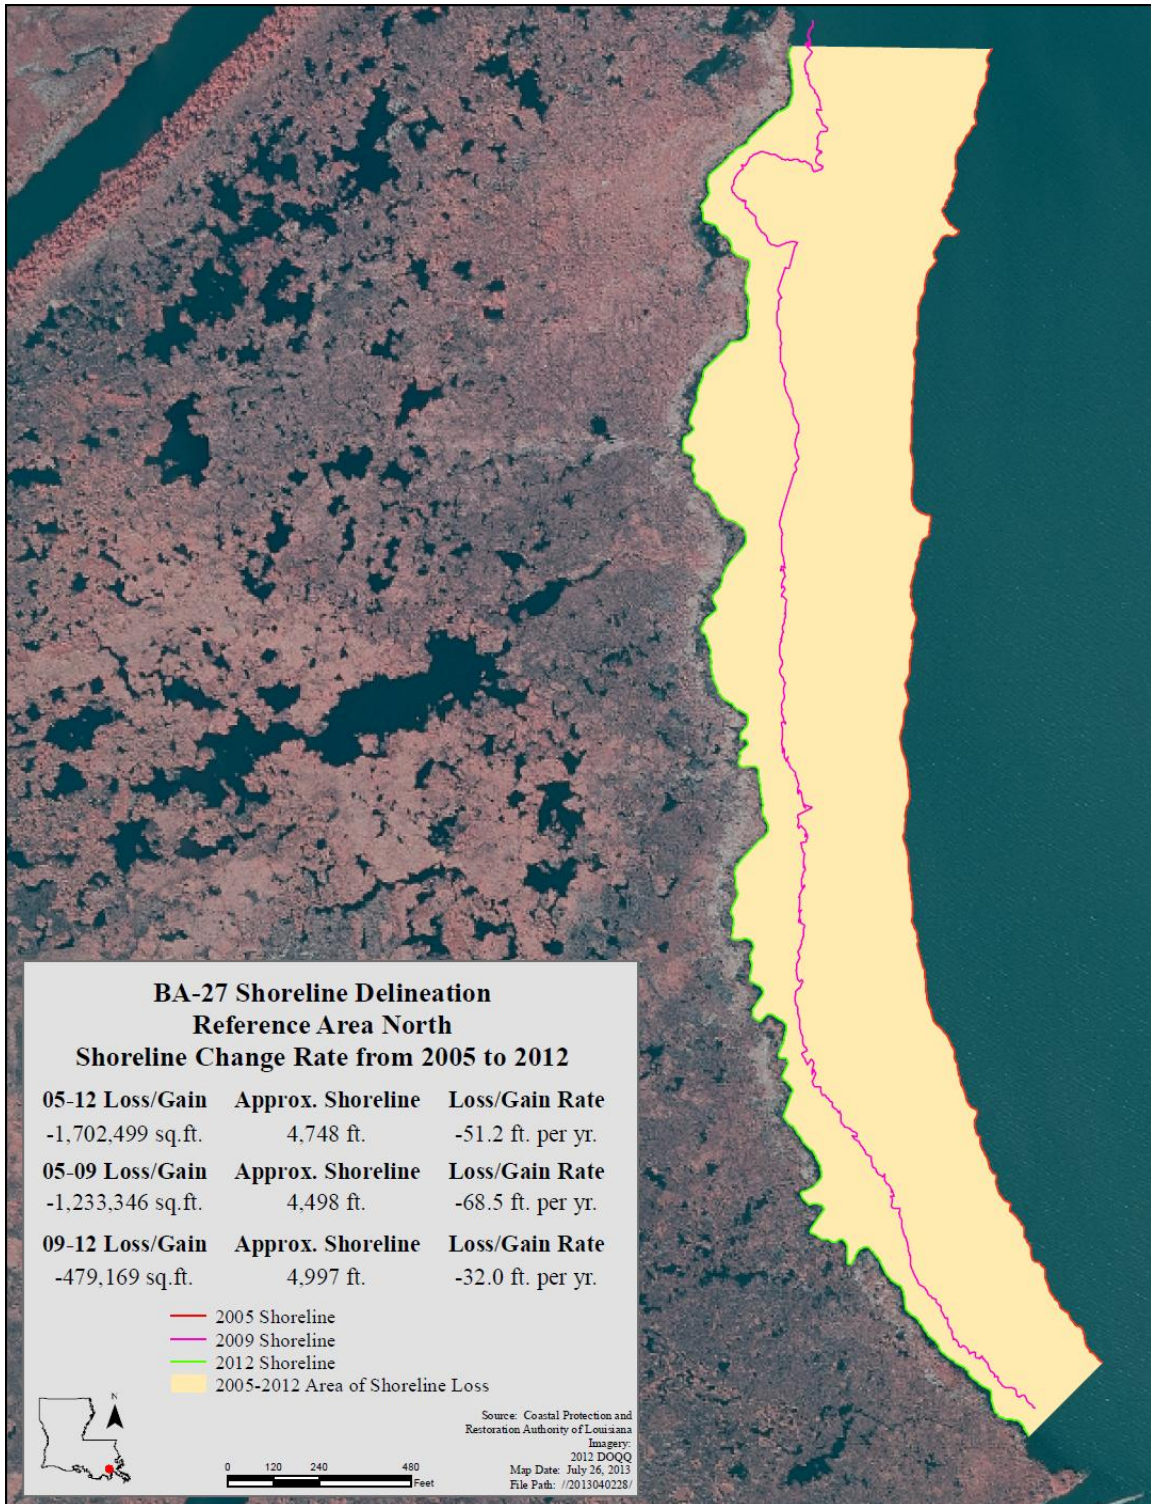 BA-27 Shoreline Delineation
Reference Area North
Shoreline Change Rate from 2005 to 2012
05-12 Loss/Gain Approx. Shoreline Loss/Gain Rate
-1,702,499 sq.ft. 4,748 ft. -51.2 ft. per yr.
05-09 Loss/Gain Approx. Shoreline Loss/Gain Rate
-1,233,346 sq.ft. 4,498 ft. -68.5 ft. per yr.
09-12 Loss/Gain Approx. Shoreline Loss/Gain Rate
-479,169 sq.ft. 4,997 ft. -32.0 ft. per yr.
2005 Shoreline
2009 Shoreline
2012 Shoreline
2005-2012 Area of Shoreline Loss
N
0 120 240 480
Feet
Source: Coastal Protection and
Restoration Authority of Louisiana
Imagery:
2012 DOQQ
Map Date: July 26, 2013
File Path: //2013040228/